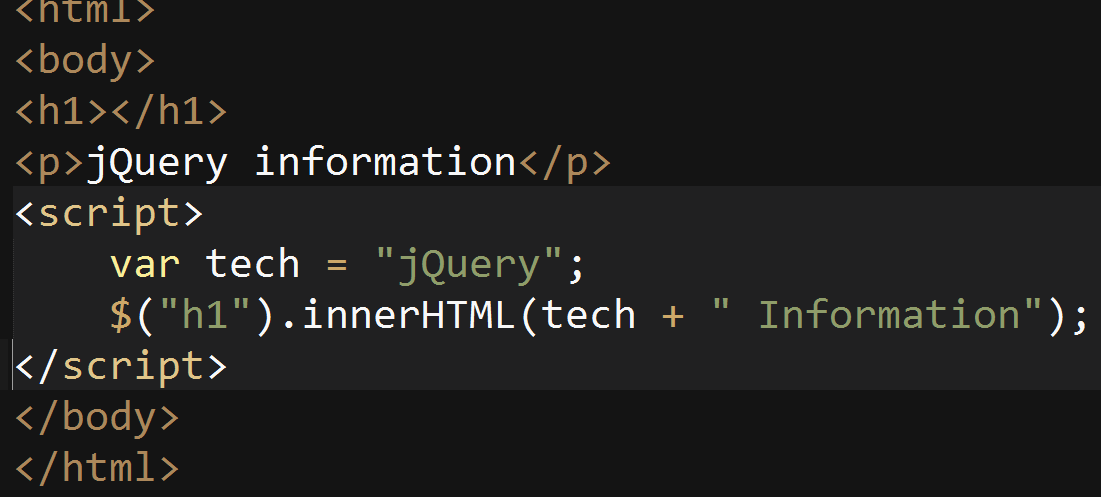 <html>
<body>
<h1></h1>
<p>jQuery information</p>
<script>
    var tech = "jQuery";
    $("h1").innerHTML(tech + " Information");
</script>
</body>
</html>